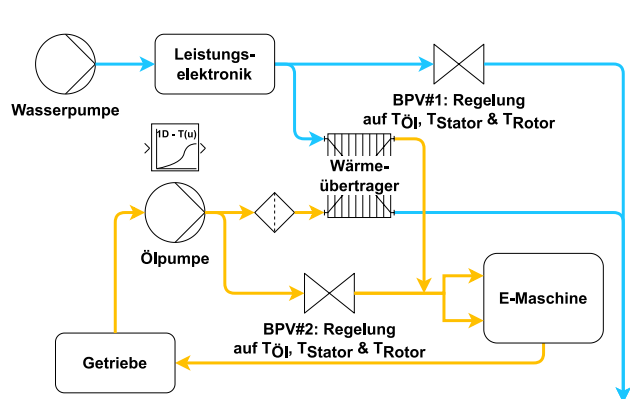 Leistungs-
elektronik
Wasserpumpe
BPV#1: Regelung
auf TÖl, TStator & TRotor
1D - T(u)
Wärme-
übertrager
Ölpumpe
E-Maschine
BPV#2: Regelung
auf TÖl, TStator & TRotor
Getriebe